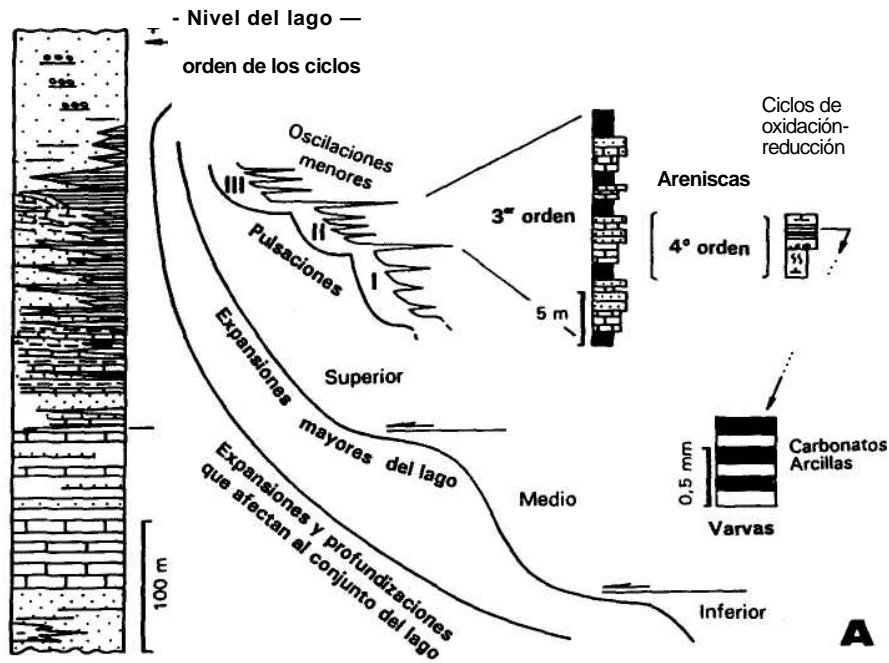 - Nivel del lago —
orden de los ciclos
Oscilaciones
menores
III
II
I
Pulsaciones
3er orden
5 m
Areniscas
4° orden
Ciclos de
oxidación-
reducción
Superior
Expansiones mayores del lago
Medio
Expansiones y profundizaciones
que afectan al conjunto del lago
Inferior
100 m
0,5 mm
Carbonatos
Arcillas
Varvas
A